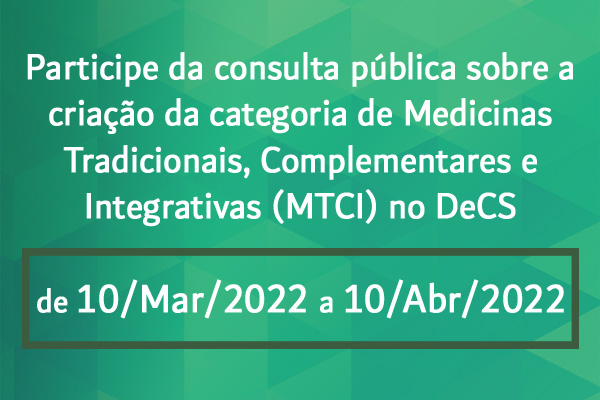 Participe da consulta pública sobre a
criação da categoria de Medicinas
Tradicionais, Complementares e
Integrativas (MTCI) no DeCS
de 10/Mar/2022 a 10/Abr/2022